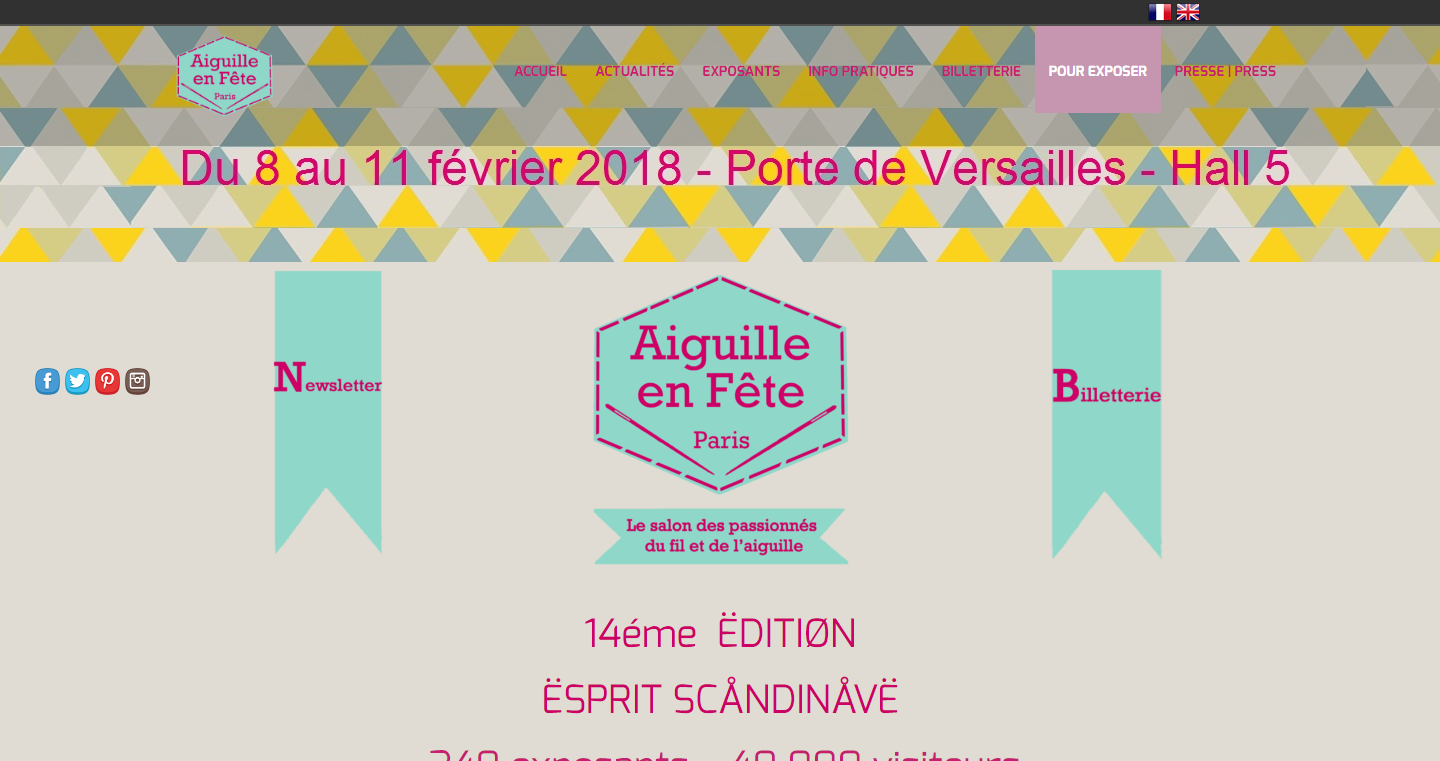 Aiguille
en Fête
Paris
ACCUEIL ACTUALITÉS EXPOSANTS INFO PRATIQUES BILLETTERIE POUR EXPOSER PRESSE | PRESS
Du 8 au 11 février 2018 - Porte de Versailles - Hall 5
Newsletter
Aiguille
en Fête
Paris
Billetterie
Le salon des passionnés
du fil et de l'aiguille
14éme ËDITIØN
ËSPRIT SCÅNDINÅVË
exposants visiteurs